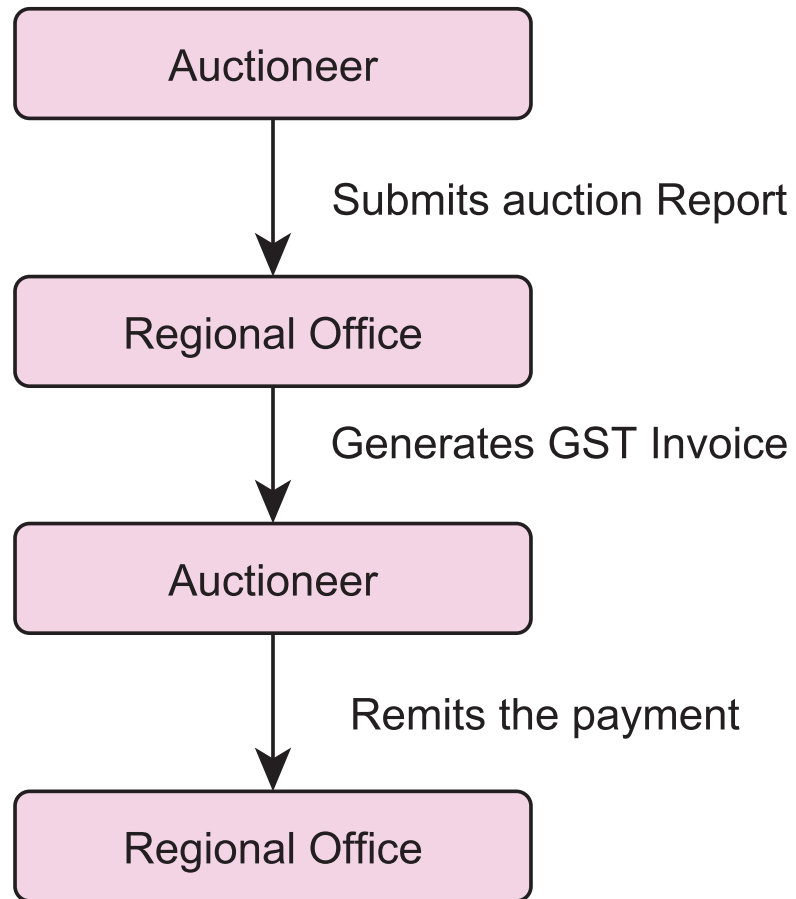 Auctioneer
Submits auction Report
Regional Office
Generates GST Invoice
Auctioneer
Remits the payment
Regional Office